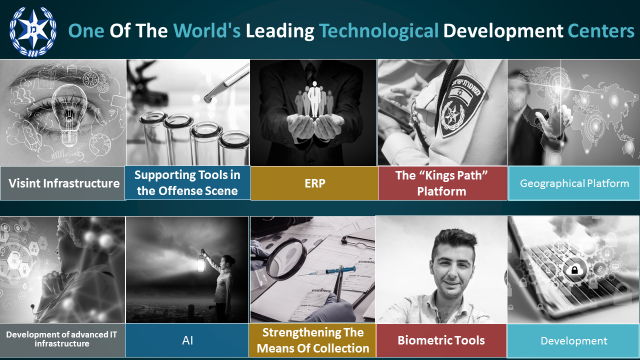 One Of The World's Leading Technological Development Centers
Visint Infrastructure
Supporting Tools in
the Offense Scene
ERP
The “Kings Path”
Platform
Geographical Platform
Development of advanced IT
infrastructure
AI
Strengthening The
Means Of Collection
Biometric Tools
Development